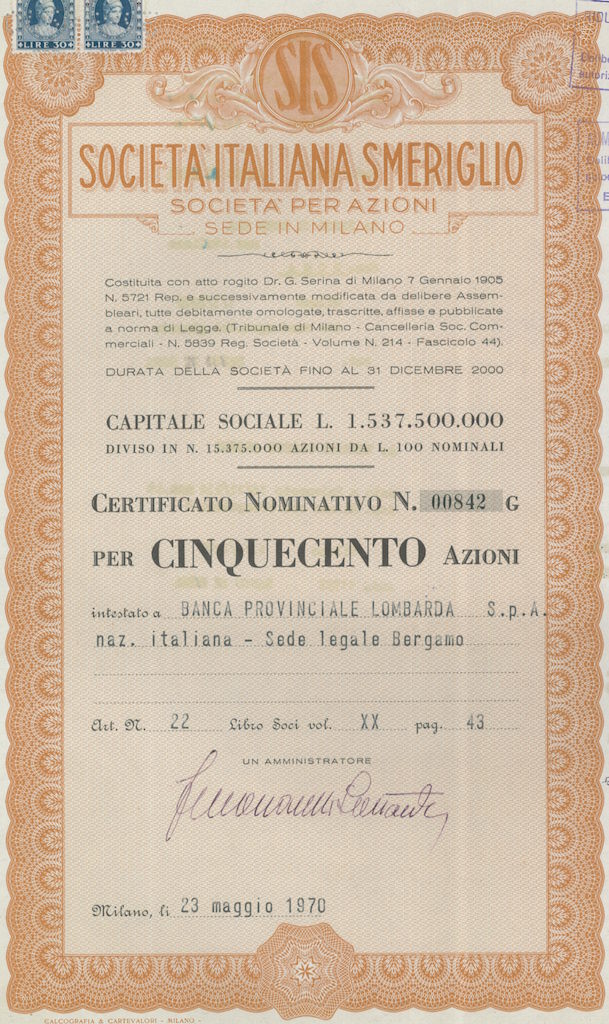 LIRE 30 LIRE 30
SIS
SOCIETA' ITALIANA SMERIGLIO
SOCIETA' PER AZIONI
SEDE IN MILANO
Costituita con atto rogito Dr. G. Serina di Milano 7 Gennaio 1905
N. 5721 Rep. e successivamente modificata da delibere Assem-
bleari, tutte debitamente omologate, trascritte, affisse e pubblicate
a norma di Legge. (Tribunale di Milano - Cancelleria Soc. Com-
merciali - N. 5839 Reg. Società - Volume N. 214 - Fascicolo 44).
DURATA DELLA SOCIETÀ FINO AL 31 DICEMBRE 2000
CAPITALE SOCIALE L. 1.537.500.000
DIVISO IN N. 15.375.000 AZIONI DA L. 100 NOMINALI
CERTIFICATO NOMINATIVO N. 00842 G
PER CINQUECENTO AZIONI
intestato a BANCA PROVINCIALE LOMBARDA S.p.A.
naz. italiana - Sede legale Bergamo
Art. N. 22 Libro Soci vol. XX pag. 43
UN AMMINISTRATORE
Milano, li 23 maggio 1970
CALCOGRAFIA & CARTEVALORI - MILANO -